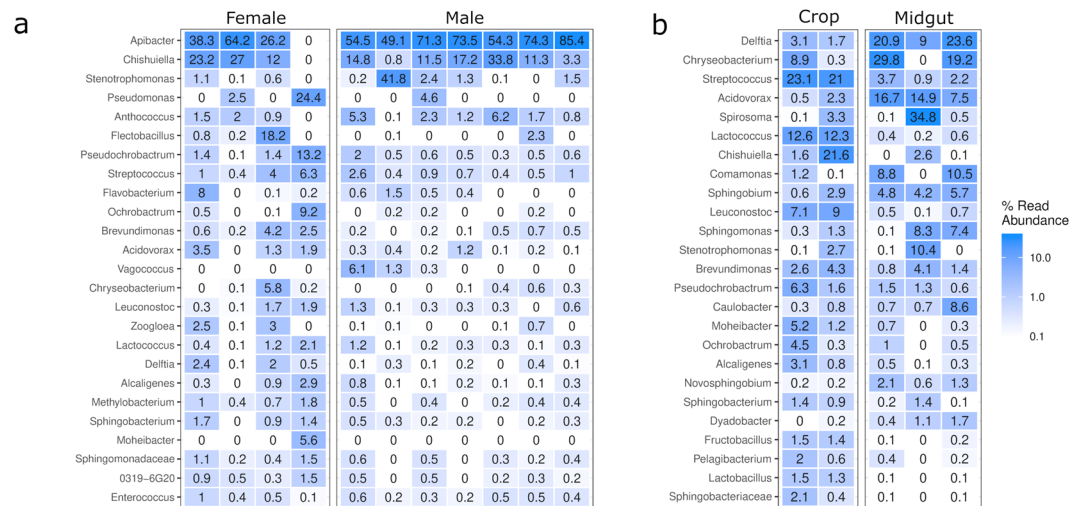 a
Female Male
Apibacter 38.3 64.2 26.2 0 54.5 49.1 71.3 73.5 54.3 74.3 85.4
Chishuiella 23.2 27 12 0 14.8 0.8 11.5 17.2 33.8 11.3 3.3
Stenotrophomonas 1.1 0.1 0.6 0 0.2 41.8 2.4 1.3 0.1 0 1.5
Pseudomonas 0 2.5 0 24.4 0 0 4.6 0 0 0 0
Anthococcus 1.5 2 0.9 0 5.3 0.1 2.3 1.2 6.2 1.7 0.8
Flectobacillus 0.8 0.2 18.2 0 0 0.1 0 0 0 2.3 0
Pseudochrobactrum 1.4 0.1 1.4 13.2 2 0.5 0.6 0.5 0.3 0.5 0.6
Streptococcus 1 0.4 4 6.3 2.6 0.4 0.9 0.7 0.4 0.5 1
Flavobacterium 8 0 0.1 0.2 0.6 1.5 0.5 0.4 0 0 0
Ochrobactrum 0.5 0 0.1 9.2 0 0.2 0.2 0 0 0.2 0
Brevundimonas 0.6 0.2 4.2 2.5 0.2 0 0.2 0.1 0.5 0.7 0.5
Acidovorax 3.5 0 1.3 1.9 0.3 0.4 0.2 1.2 0.1 0.2 0.1
Vagococcus 0 0 0 0 6.1 1.3 0.3 0 0 0 0
Chryseobacterium 0 0.1 5.8 0.2 0 0 0 0.1 0.4 0.6 0.3
Leuconostoc 0.3 0.1 1.7 1.9 1.3 0.1 0.3 0.3 0.3 0 0.6
Zoogloea 2.5 0.1 3 0 0.1 0.1 0 0 0.1 0.7 0
Lactococcus 0.4 0.1 1.2 2.1 1.2 0.1 0.2 0.3 0.3 0.1 0.3
Delftia 2.4 0.1 2 0.5 0.1 0.3 0.1 0.2 0 0.4 0.1
Alcaligenes 0.3 0 0.9 2.9 0.8 0.1 0.1 0.2 0.1 0.1 0.3
Methylobacterium 1 0.4 0.7 1.8 0.5 0 0.4 0 0.2 0.4 0.4
Sphingobacterium 1.7 0 0.9 1.4 0.5 0.3 0.2 0.2 0 0.2 0.3
Moheibacter 0 0 0 5.6 0 0 0 0 0 0 0
Sphingomonadaceae 1.1 0.2 0.4 1.5 0.6 0 0.5 0 0.3 0.2 0.4
0319−6G20 0.9 0.5 0.3 1.5 0.5 0 0.5 0 0.2 0.3 0.2
Enterococcus 1 0.4 0.5 0.1 0.6 0.2 0.3 0.2 0.5 0.5 0.4
b
Crop Midgut
Delftia 3.1 1.7 20.9 9 23.6
Chryseobacterium 8.9 0.3 29.8 0 19.2
Streptococcus 23.1 21 3.7 0.9 2.2
Acidovorax 0.5 2.3 16.7 14.9 7.5
Spirosoma 0.1 3.3 0.1 34.8 0.5
Lactococcus 12.6 12.3 0.4 0.2 0.6
Chishuiella 1.6 21.6 0 2.6 0.1
Comamonas 1.2 0.1 8.8 0 10.5
Sphingobium 0.6 2.9 4.8 4.2 5.7
Leuconostoc 7.1 9 0.5 0.1 0.7
Sphingomonas 0.3 1.3 0 8.3 7.4
Stenotrophomonas 0.1 2.7 0.1 10.4 0
Brevundimonas 2.6 4.3 0.8 4.1 1.4
Pseudochrobactrum 6.3 1.6 1.5 1.3 0.6
Caulobacter 0.3 0.8 0.7 0.7 8.6
Moheibacter 5.2 1.2 0.7 0 0.3
Ochrobactrum 4.5 0.3 1 0 0.5
Alcaligenes 3.1 0.8 0.5 0.1 0.3
Novosphingobium 0.2 0.2 2.1 0.6 1.3
Sphingobacterium 1.4 0.9 0.2 1.4 0.1
Dyadobacter 0 0.2 0.4 1.1 1.7
Fructobacillus 1.5 1.4 0.1 0 0.2
Pelagibacterium 2 0.6 0.4 0 0.2
Lactobacillus 1.5 1.3 0.1 0 0.1
Sphingobacteriaceae 2.1 0.4 0.1 0 0.1
% Read
Abundance
10.0
1.0
0.1